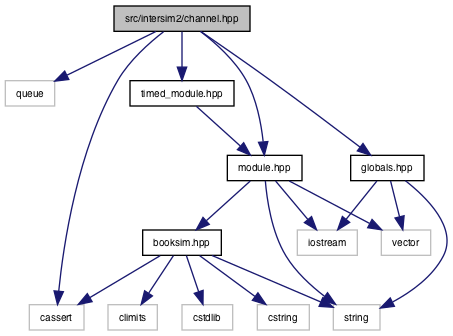 src/intersim2/channel.hpp
queue
timed_module.hpp
module.hpp
globals.hpp
booksim.hpp
iostream
vector
cassert
climits
cstdlib
cstring
string